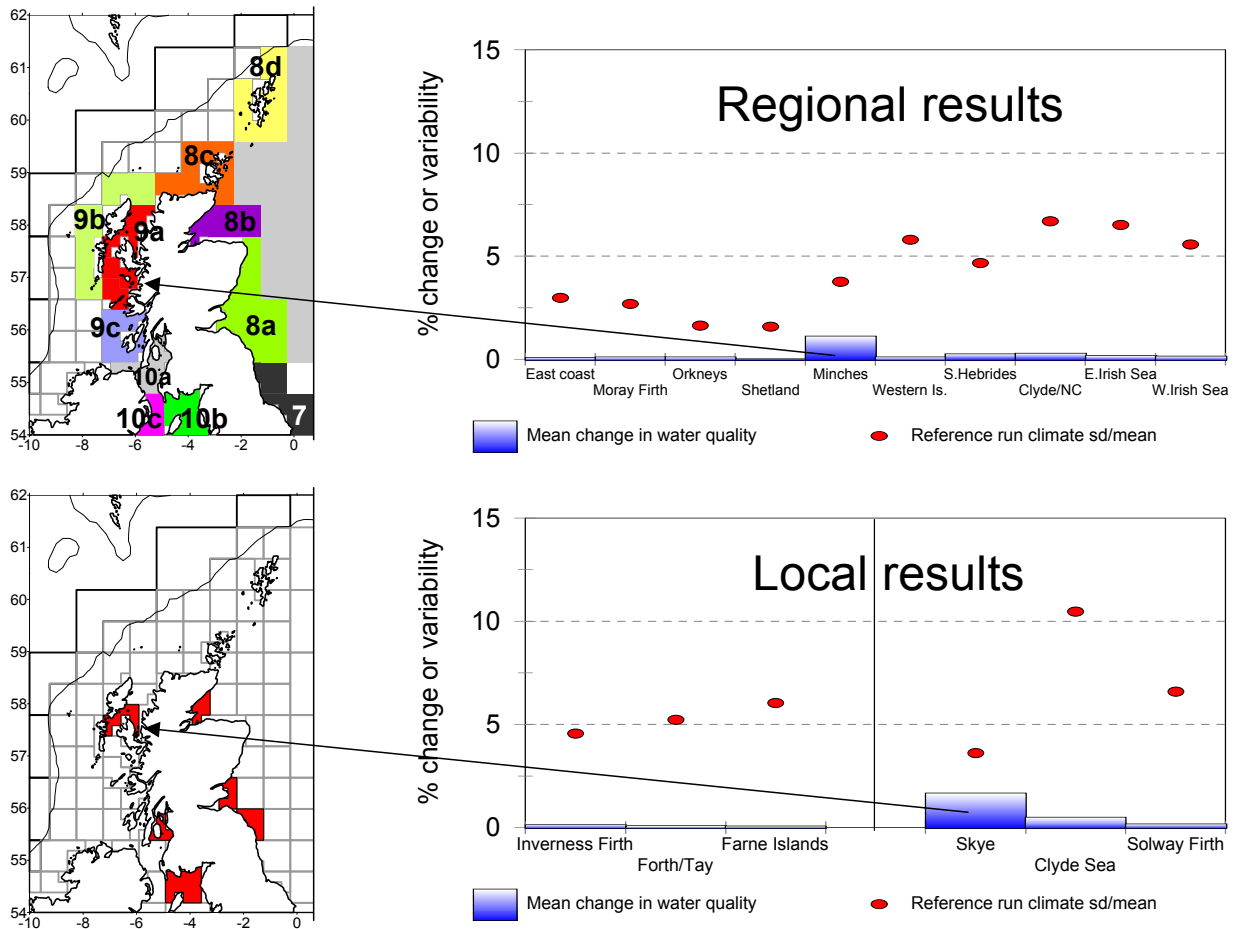 62
61
60
59
58
57
56
55
54
-10
-8
-6
-4
-2
0
8d
8c
9b
9a
8b
9c
8a
10a
10c
10b
7
% change or variability
15
10
5
0
Regional results
East coast
Moray Firth
Orkneys
Shetland
Minches
Western Is.
S.Hebrides
Clyde/NC
E.Irish Sea
W.Irish Sea
Mean change in water quality
Reference run climate sd/mean
62
61
60
59
58
57
56
55
54
-10
-8
-6
-4
-2
0
% change or variability
15
10
5
0
Local results
Inverness Firth
Forth/Tay
Farne Islands
Skye
Clyde Sea
Solway Firth
Mean change in water quality
Reference run climate sd/mean